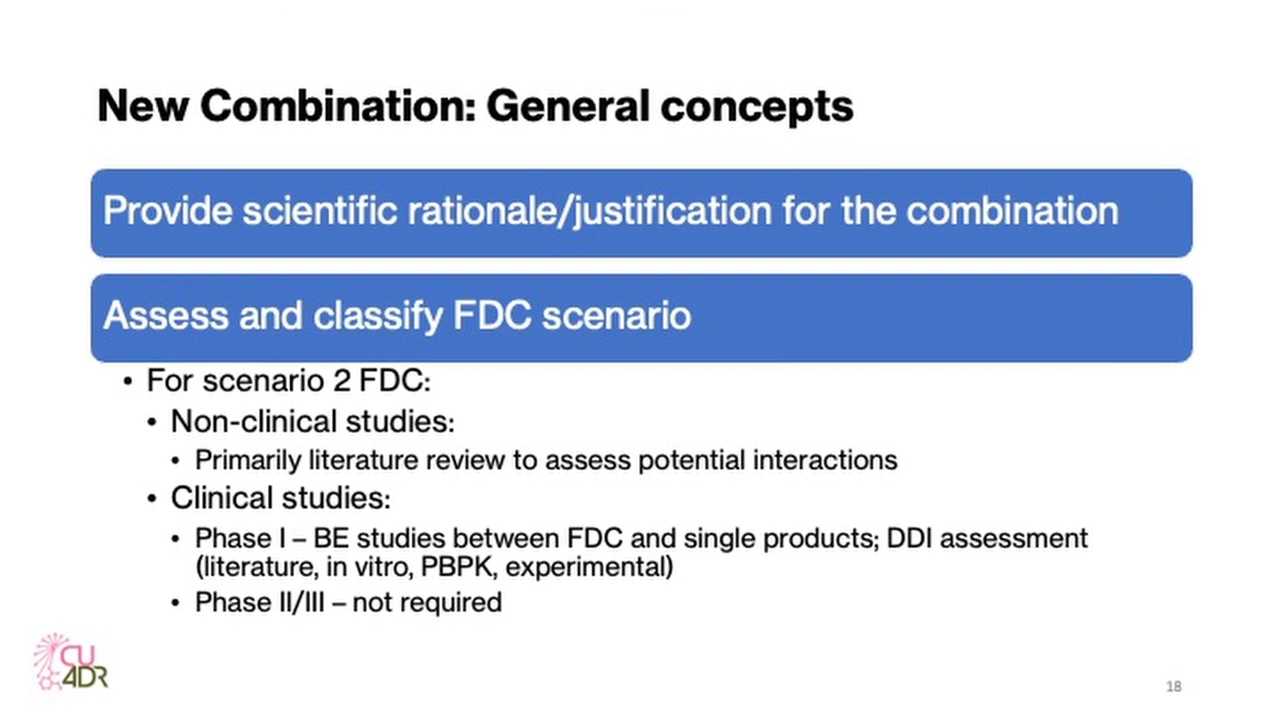 New Combination: General concepts
Provide scientific rationale/justification for the combination
Assess and classify FDC scenario
• For scenario 2 FDC:
• Non-clinical studies:
• Primarily literature review to assess potential interactions
• Clinical studies:
• Phase I – BE studies between FDC and single products; DDI assessment
(literature, in vitro, PBPK, experimental)
• Phase II/III – not required
CU
4DR
18